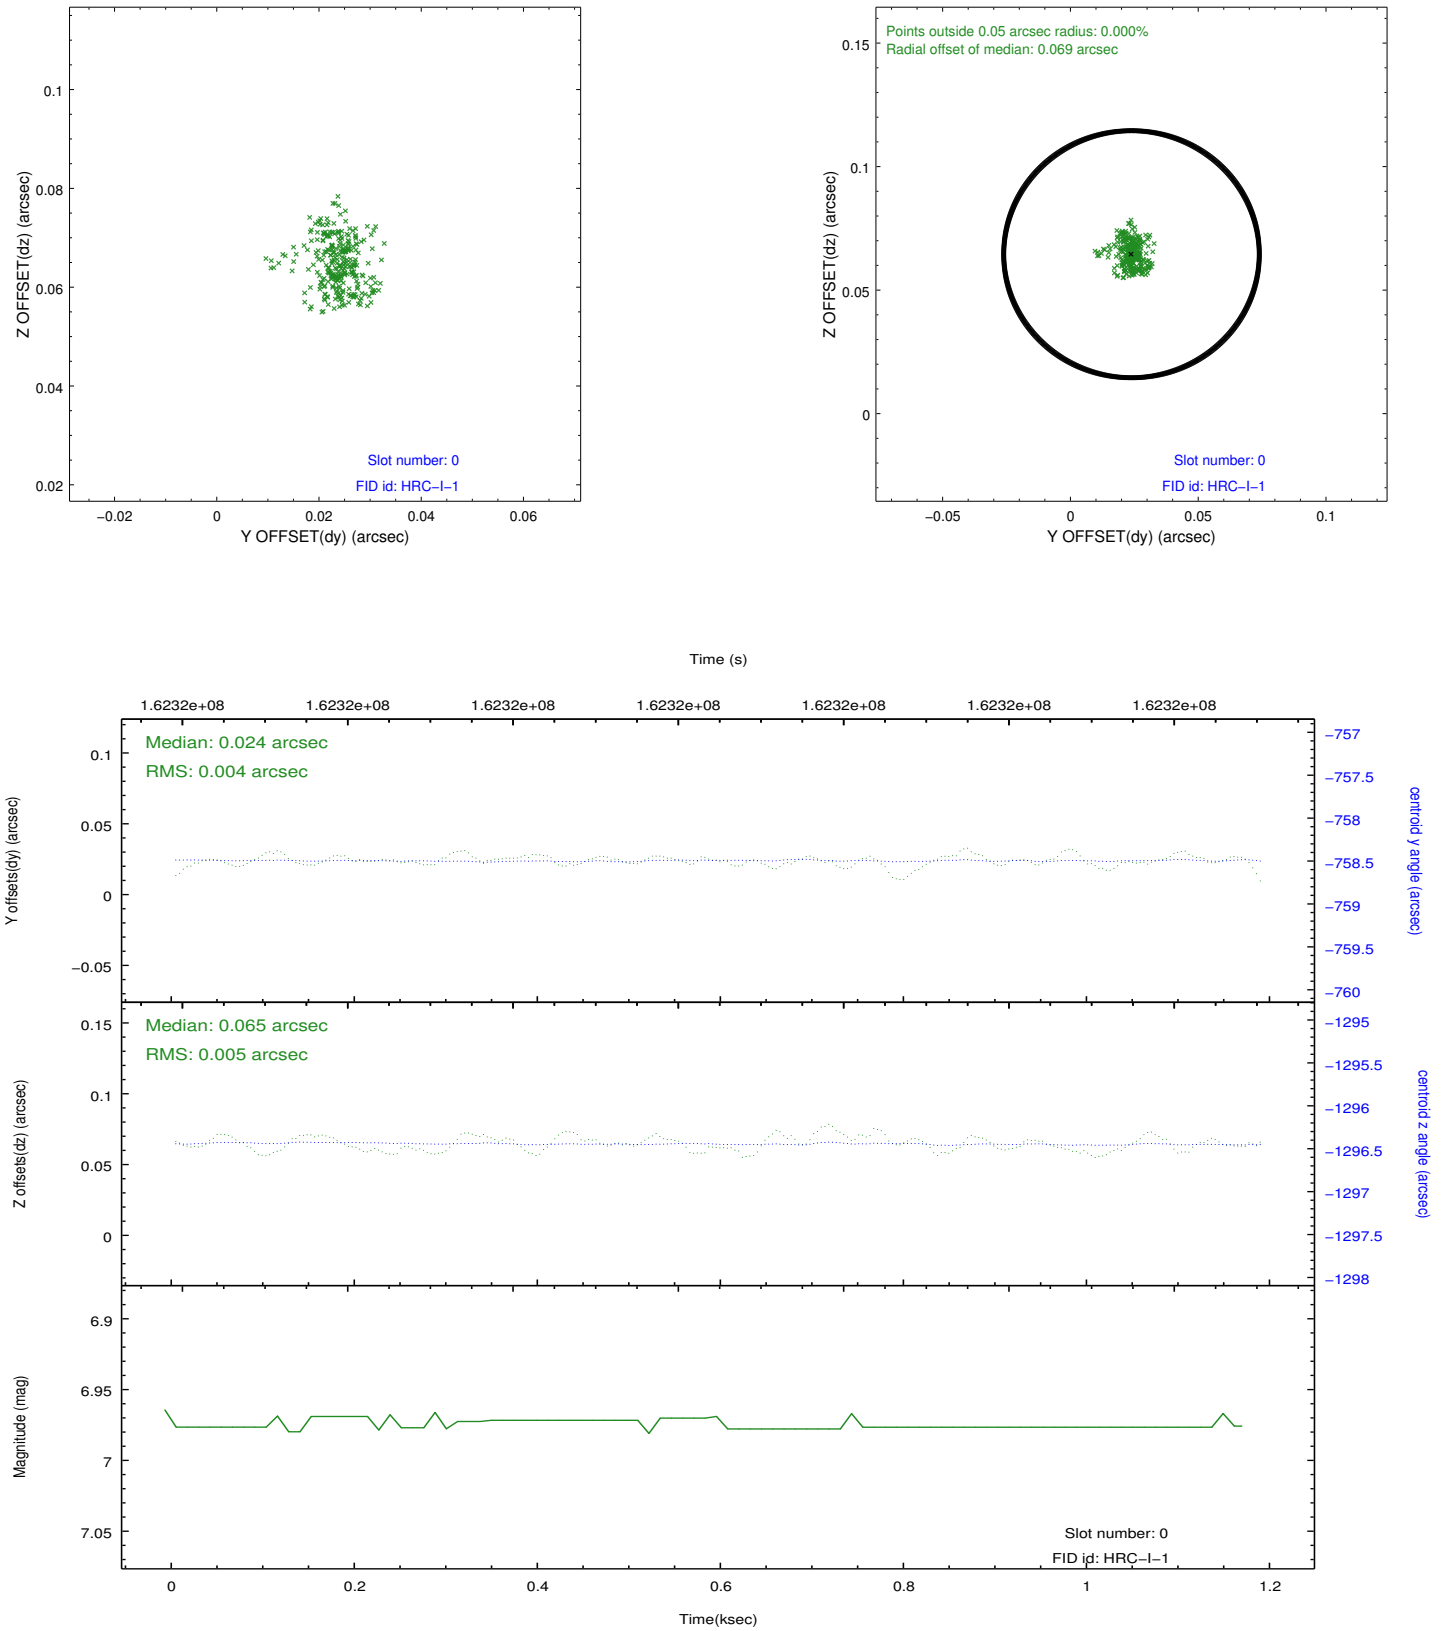 0.1
0.08
0.06
0.04
0.02
Z OFFSET(dz) (arcsec)
Slot number: 0
FID id: HRC−I−1
−0.02 0 0.02 0.04 0.06
Y OFFSET(dy) (arcsec)
Points outside 0.05 arcsec radius: 0.000%
Radial offset of median: 0.069 arcsec
0.15
0.1
0.05
0
Z OFFSET(dz) (arcsec)
Slot number: 0
FID id: HRC−I−1
−0.05 0 0.05 0.1
Y OFFSET(dy) (arcsec)
Time (s)
1.6232e+08 1.6232e+08 1.6232e+08 1.6232e+08 1.6232e+08 1.6232e+08 1.6232e+08
Median: 0.024 arcsec
RMS: 0.004 arcsec
0.1
0.05
0
−0.05
Y offsets(dy) (arcsec)
−757
−757.5
−758
−758.5
−759
−759.5
−760
centroid y angle (arcsec)
Median: 0.065 arcsec
RMS: 0.005 arcsec
0.15
0.1
0.05
0
Z offsets(dz) (arcsec)
−1295
−1295.5
−1296
−1296.5
−1297
−1297.5
−1298
centroid z angle (arcsec)
6.9
6.95
7
7.05
Magnitude (mag)
Slot number: 0
FID id: HRC−I−1
0 0.2 0.4 0.6 0.8 1 1.2
Time(ksec)